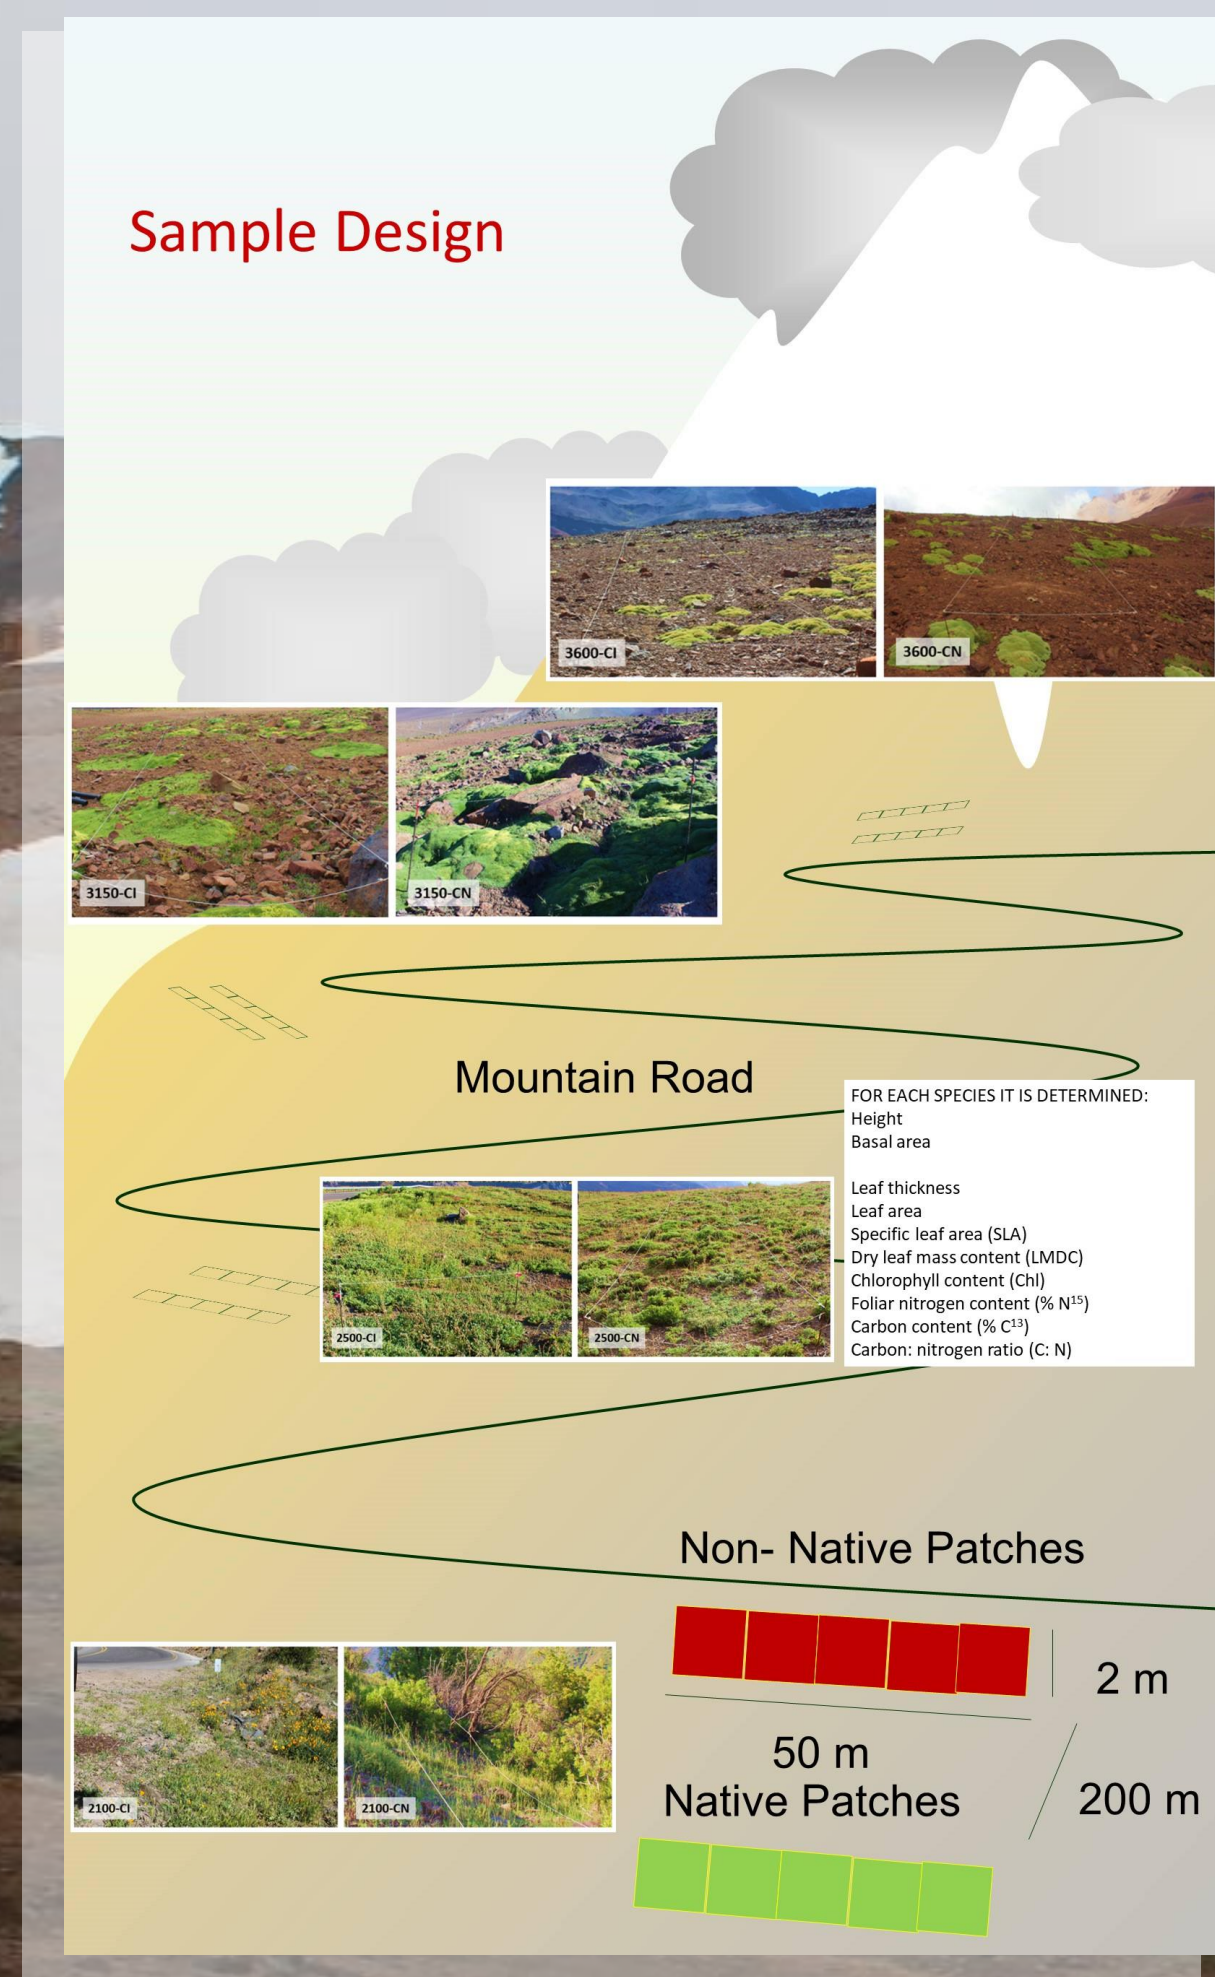 Sample Design
3600-CI
3600-CN
3150-CI
3150-CN
Mountain Road
FOR EACH SPECIES IT IS DETERMINED:
Height
Basal area
Leaf thickness
Leaf area
Specific leaf area (SLA)
Dry leaf mass content (LMDC)
Chlorophyll content (Chl)
Foliar nitrogen content (% N¹⁵)
Carbon content (% C¹³)
Carbon: nitrogen ratio (C: N)
2500-CI
2500-CN
Non- Native Patches
2 m
50 m
Native Patches
200 m
2100-CI
2100-CN